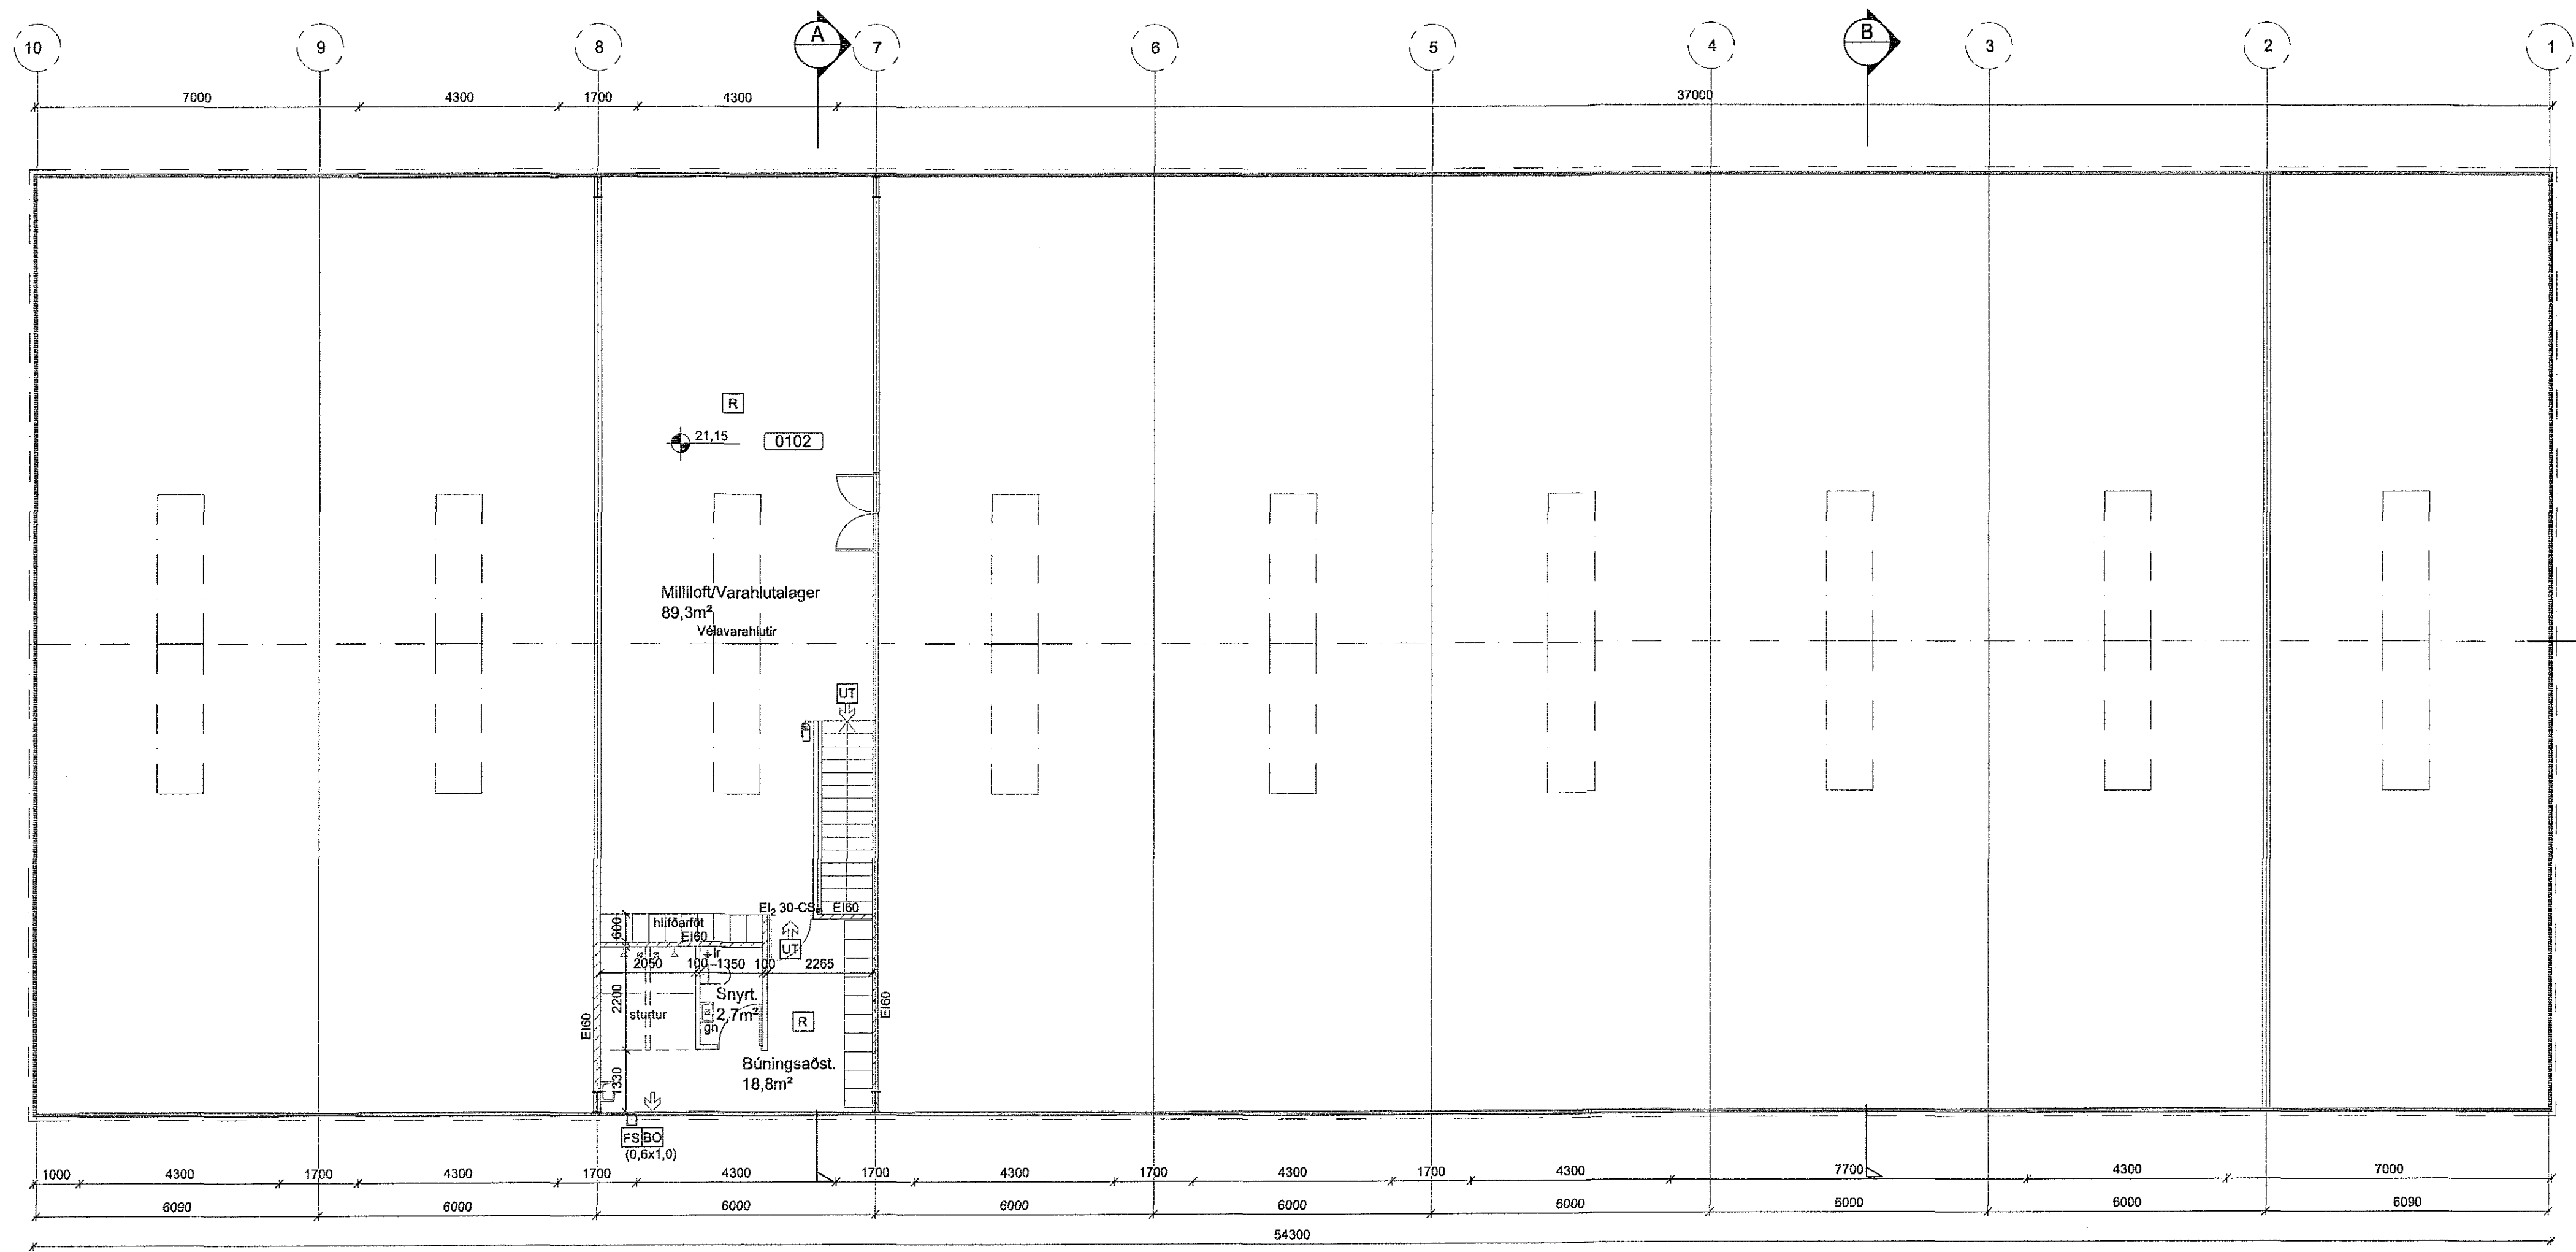 10 9 8 A 7 6 5 4 B 3 2 1
7000 4300 1700 4300 37000
R
21,15 0102
Milliloft/Varahlutalager
89,3m²
Vélavarahlutir
UT
EI₂ 30-CSₘ EI60
600 hlífðarföt
EI60
UT
lr
2050 100 1350 100 2265
2200
Snyrt.
2,7m²
sturtur
gn
R
EI60
EI60
Búningsaðst.
18,8m²
1330
FS BO
(0,6x1,0)
1000 4300 1700 4300 1700 4300 1700 4300 1700 4300 1700 4300 7700 4300 7000
6090 6000 6000 6000 6000 6000 6000 6000 6090
54300